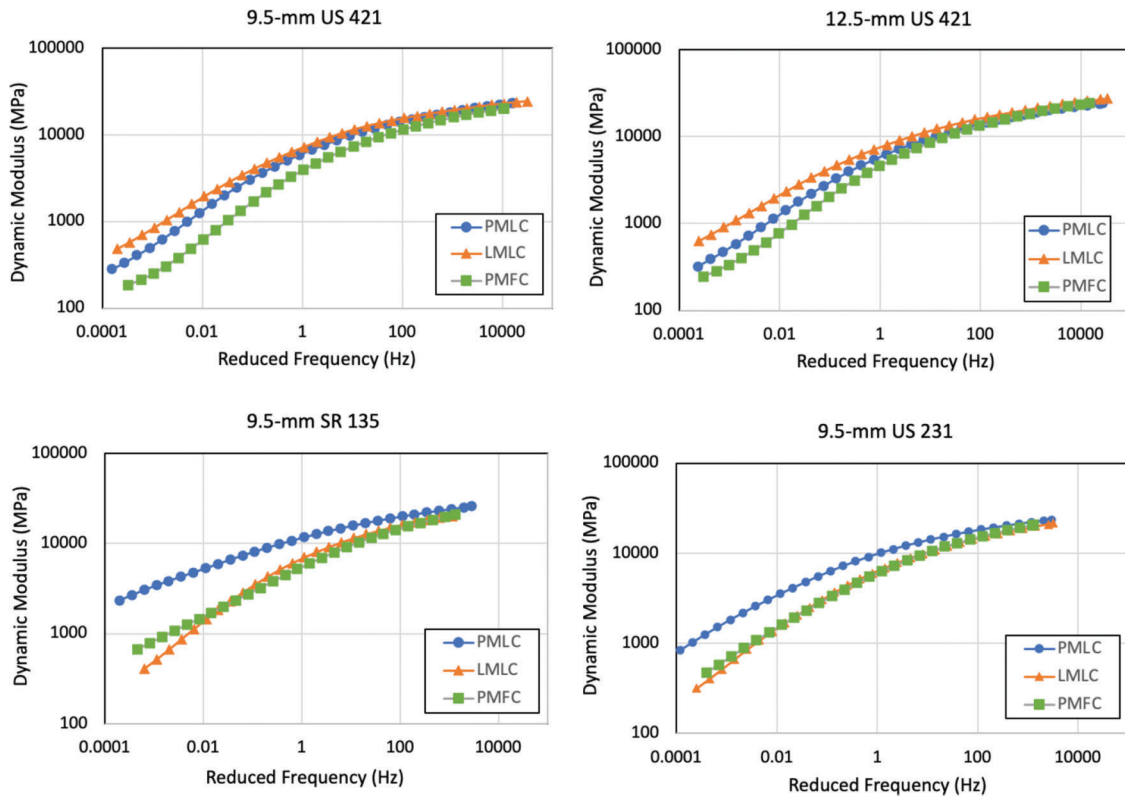 9.5-mm US 421
100000
10000
1000
100
Dynamic Modulus (MPa)
0.0001 0.01 1 100 10000
Reduced Frequency (Hz)
PMLC
LMLC
PMFC
12.5-mm US 421
100000
10000
1000
100
Dynamic Modulus (MPa)
0.0001 0.01 1 100 10000
Reduced Frequency (Hz)
PMLC
LMLC
PMFC
9.5-mm SR 135
100000
10000
1000
100
Dynamic Modulus (MPa)
0.0001 0.01 1 100 10000
Reduced Frequency (Hz)
PMLC
LMLC
PMFC
9.5-mm US 231
100000
10000
1000
100
Dynamic Modulus (MPa)
0.0001 0.01 1 100 10000
Reduced Frequency (Hz)
PMLC
LMLC
PMFC